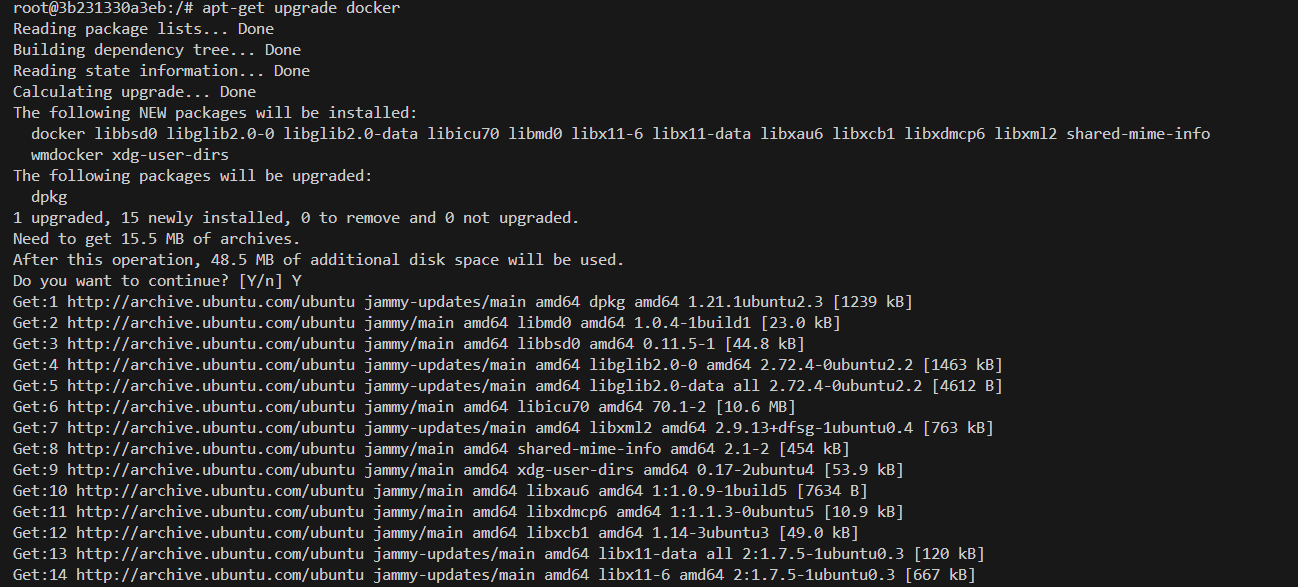 root@3b231330a3eb:/# apt-get upgrade docker
Reading package lists... Done
Building dependency tree... Done
Reading state information... Done
Calculating upgrade... Done
The following NEW packages will be installed:
  docker libbsd0 libglib2.0-0 libglib2.0-data libicu70 libmd0 libx11-6 libx11-data libxau6 libxcb1 libxdmcp6 libxml2 shared-mime-info
  wmdocker xdg-user-dirs
The following packages will be upgraded:
  dpkg
1 upgraded, 15 newly installed, 0 to remove and 0 not upgraded.
Need to get 15.5 MB of archives.
After this operation, 48.5 MB of additional disk space will be used.
Do you want to continue? [Y/n] Y
Get:1 http://archive.ubuntu.com/ubuntu jammy-updates/main amd64 dpkg amd64 1.21.1ubuntu2.3 [1239 kB]
Get:2 http://archive.ubuntu.com/ubuntu jammy/main amd64 libmd0 amd64 1.0.4-1build1 [23.0 kB]
Get:3 http://archive.ubuntu.com/ubuntu jammy/main amd64 libbsd0 amd64 0.11.5-1 [44.8 kB]
Get:4 http://archive.ubuntu.com/ubuntu jammy-updates/main amd64 libglib2.0-0 amd64 2.72.4-0ubuntu2.2 [1463 kB]
Get:5 http://archive.ubuntu.com/ubuntu jammy-updates/main amd64 libglib2.0-data all 2.72.4-0ubuntu2.2 [4612 B]
Get:6 http://archive.ubuntu.com/ubuntu jammy/main amd64 libicu70 amd64 70.1-2 [10.6 MB]
Get:7 http://archive.ubuntu.com/ubuntu jammy-updates/main amd64 libxml2 amd64 2.9.13+dfsg-1ubuntu0.4 [763 kB]
Get:8 http://archive.ubuntu.com/ubuntu jammy/main amd64 shared-mime-info amd64 2.1-2 [454 kB]
Get:9 http://archive.ubuntu.com/ubuntu jammy/main amd64 xdg-user-dirs amd64 0.17-2ubuntu4 [53.9 kB]
Get:10 http://archive.ubuntu.com/ubuntu jammy/main amd64 libxau6 amd64 1:1.0.9-1build5 [7634 B]
Get:11 http://archive.ubuntu.com/ubuntu jammy/main amd64 libxdmcp6 amd64 1:1.1.3-0ubuntu5 [10.9 kB]
Get:12 http://archive.ubuntu.com/ubuntu jammy/main amd64 libxcb1 amd64 1.14-3ubuntu3 [49.0 kB]
Get:13 http://archive.ubuntu.com/ubuntu jammy-updates/main amd64 libx11-data all 2:1.7.5-1ubuntu0.3 [120 kB]
Get:14 http://archive.ubuntu.com/ubuntu jammy-updates/main amd64 libx11-6 amd64 2:1.7.5-1ubuntu0.3 [667 kB]